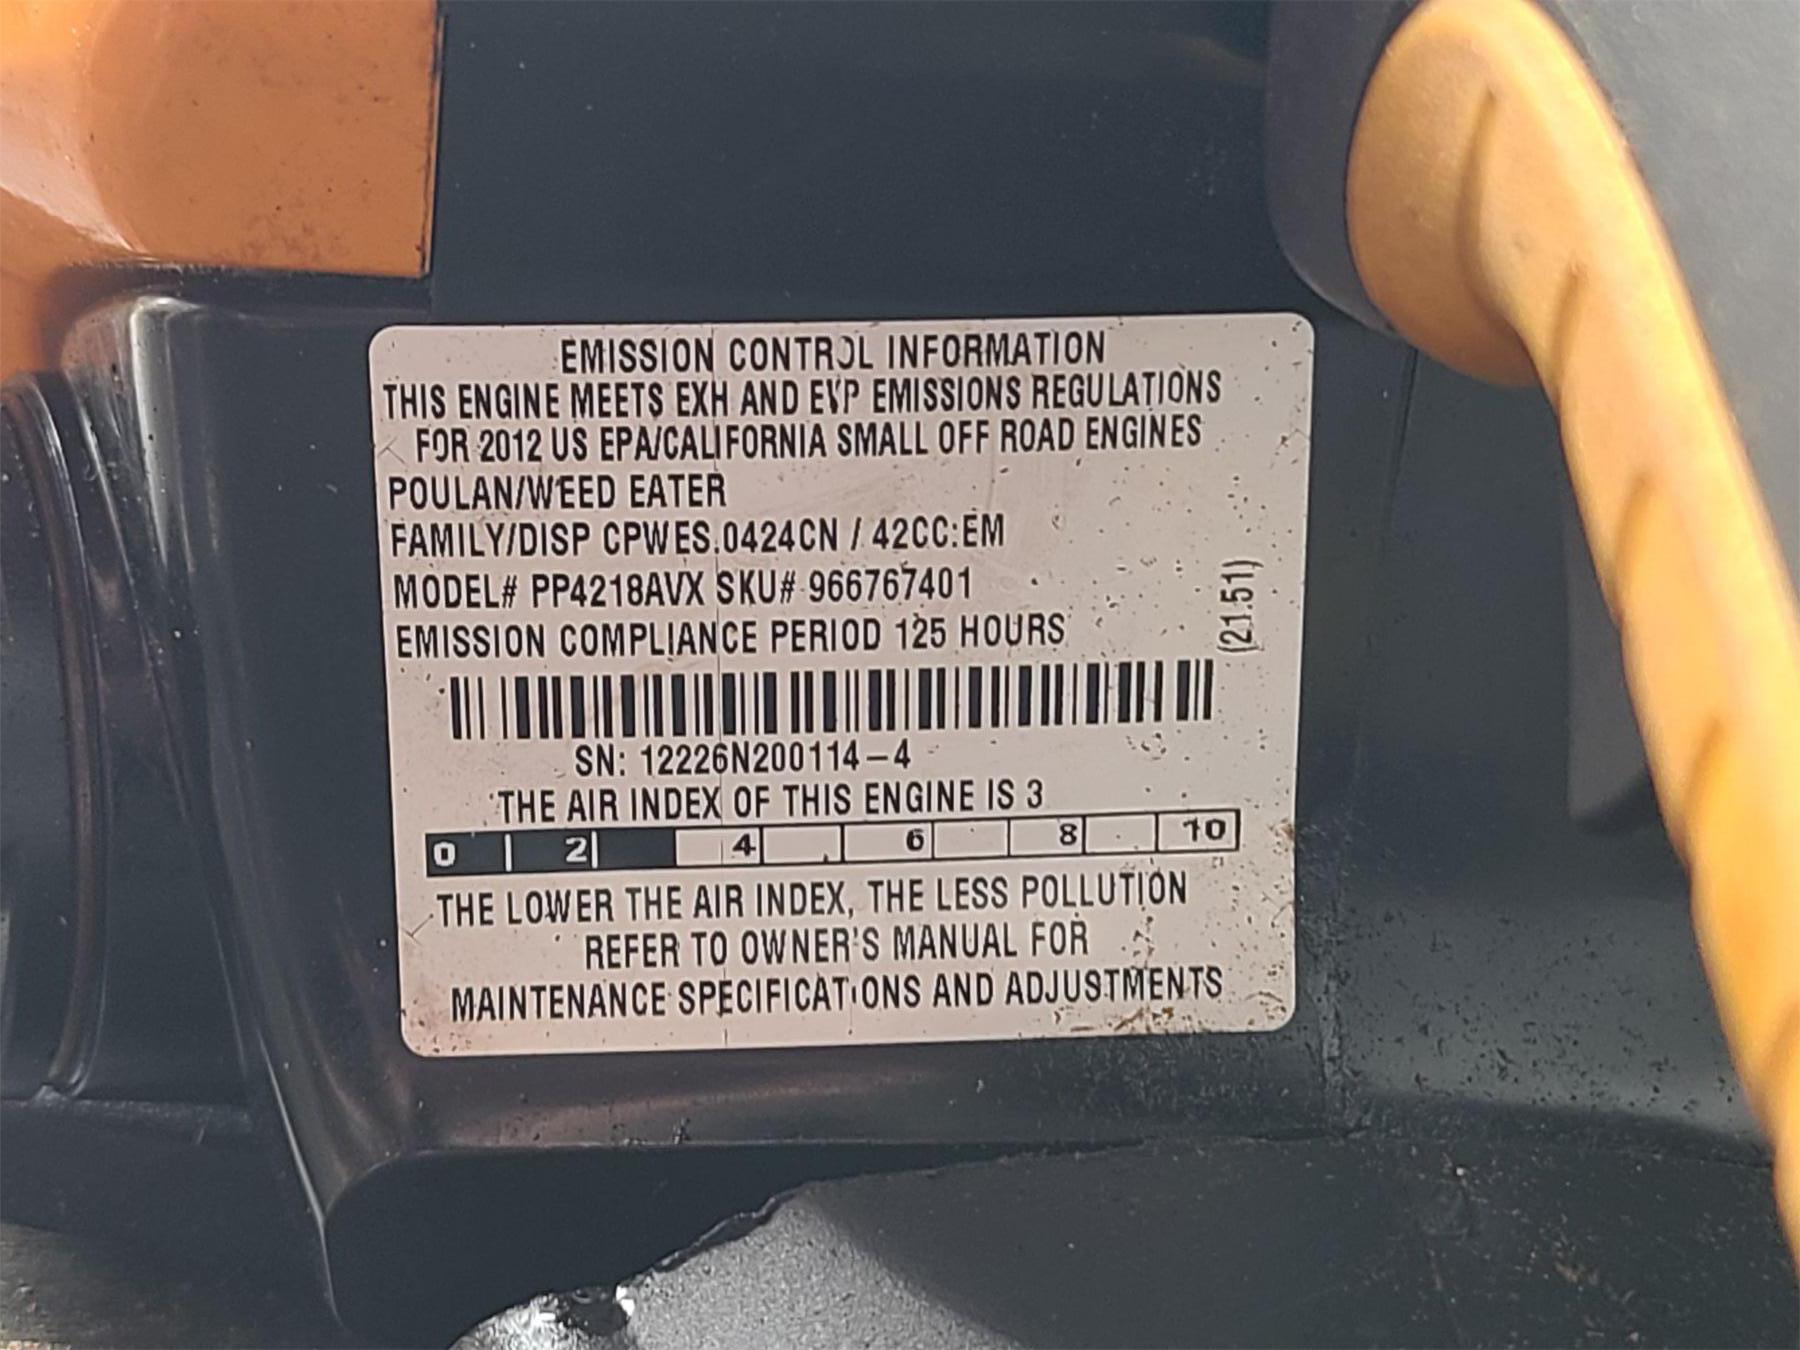 EMISSION CONTROL INFORMATION
THIS ENGINE MEETS EXH AND EVP EMISSIONS REGULATIONS
FOR 2012 US EPA/CALIFORNIA SMALL OFF ROAD ENGINES
POULAN/WEED EATER
FAMILY/DISP CPWES.0424CN / 42CC:EM
MODEL# PP4218AVX SKU# 966767401
EMISSION COMPLIANCE PERIOD 125 HOURS
(21.51)
SN: 12226N200114-4
THE AIR INDEX OF THIS ENGINE IS 3
0 2 4 6 8 10
THE LOWER THE AIR INDEX, THE LESS POLLUTION
REFER TO OWNER'S MANUAL FOR
MAINTENANCE SPECIFICATIONS AND ADJUSTMENTS